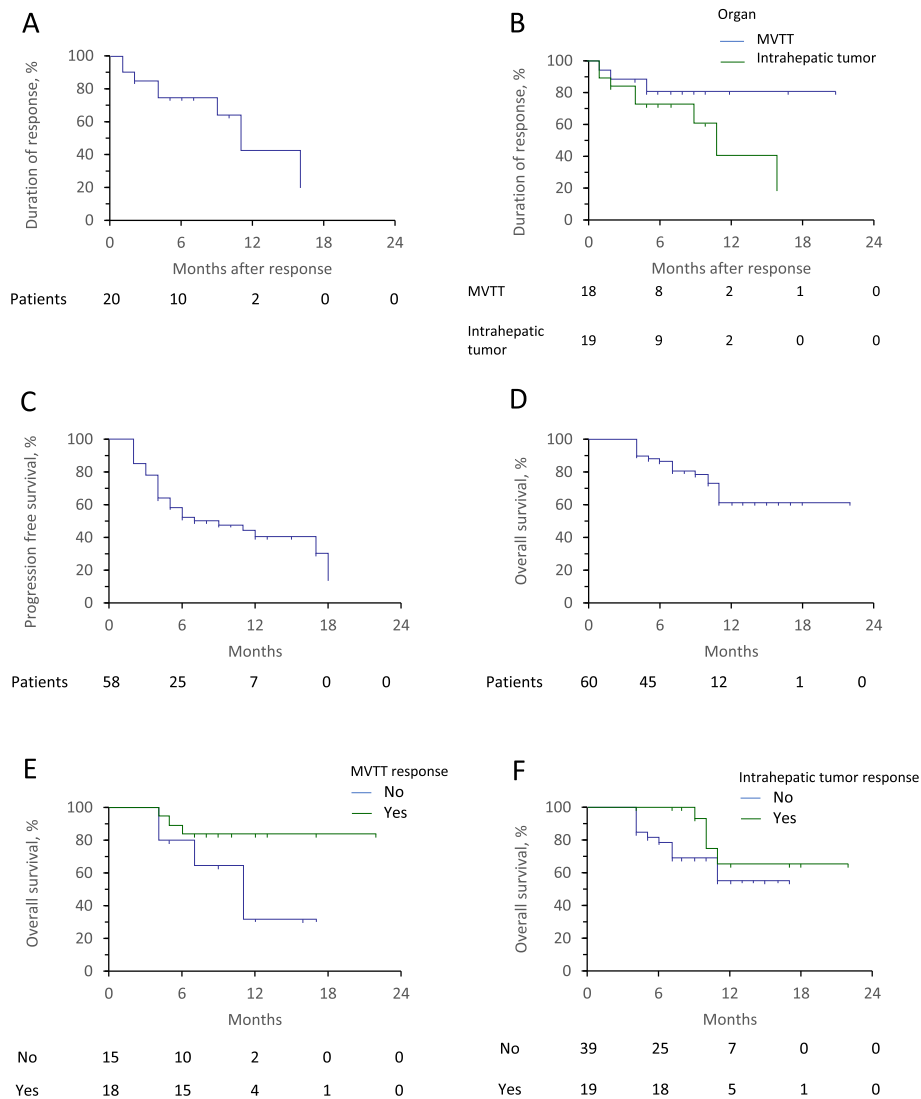 A
Duration of response, %
100
80
60
40
20
0
0 6 12 18 24
Months after response
Patients 20 10 2 0 0
B
Organ
MVTT
Intrahepatic tumor
Duration of response, %
100
80
60
40
20
0
0 6 12 18 24
Months after response
MVTT 18 8 2 1 0
Intrahepatic
tumor 19 9 2 0 0
C
Progression free survival, %
100
80
60
40
20
0
0 6 12 18 24
Months
Patients 58 25 7 0 0
D
Overall survival, %
100
80
60
40
20
0
0 6 12 18 24
Months
Patients 60 45 12 1 0
E
MVTT response
No
Yes
Overall survival, %
100
80
60
40
20
0
0 6 12 18 24
Months
No 15 10 2 0 0
Yes 18 15 4 1 0
F
Intrahepatic tumor response
No
Yes
Overall survival, %
100
80
60
40
20
0
0 6 12 18 24
Months
No 39 25 7 0 0
Yes 19 18 5 1 0